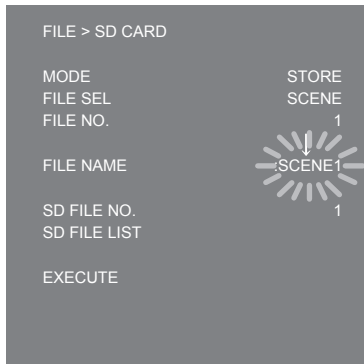 FILE > SD CARD
MODE STORE
FILE SEL SCENE
FILE NO. 1
↓
FILE NAME :SCENE1
SD FILE NO. 1
SD FILE LIST
EXECUTE